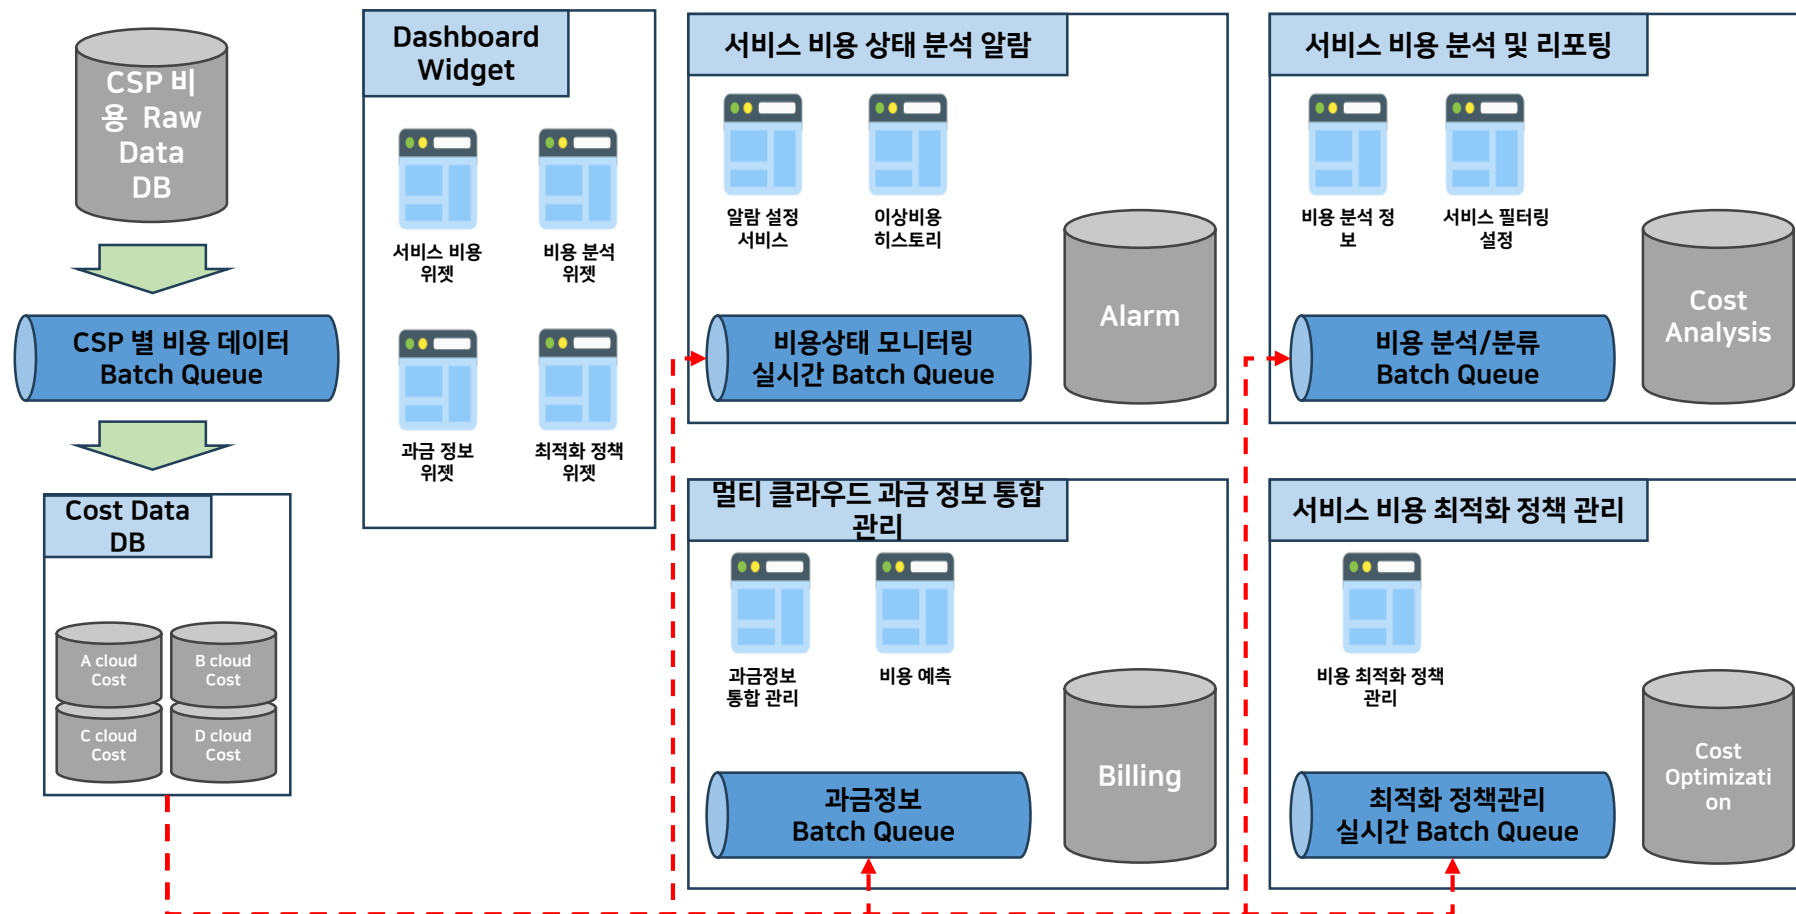 CSP 비
용 Raw
Data
DB
CSP 별 비용 데이터
Batch Queue
Cost Data
DB
A cloud
Cost
B cloud
Cost
C cloud
Cost
D cloud
Cost
Dashboard
Widget
서비스 비용
위젯
비용 분석
위젯
과금 정보
위젯
최적화 정책
위젯
서비스 비용 상태 분석 알람
알람 설정
서비스
이상비용
히스토리
비용상태 모니터링
실시간 Batch Queue
Alarm
서비스 비용 분석 및 리포팅
비용 분석 정
보
서비스 필터링
설정
비용 분석/분류
Batch Queue
Cost
Analysis
멀티 클라우드 과금 정보 통합
관리
과금정보
통합 관리
비용 예측
과금정보
Batch Queue
Billing
서비스 비용 최적화 정책 관리
비용 최적화 정책
관리
최적화 정책관리
실시간 Batch Queue
Cost
Optimizati
on